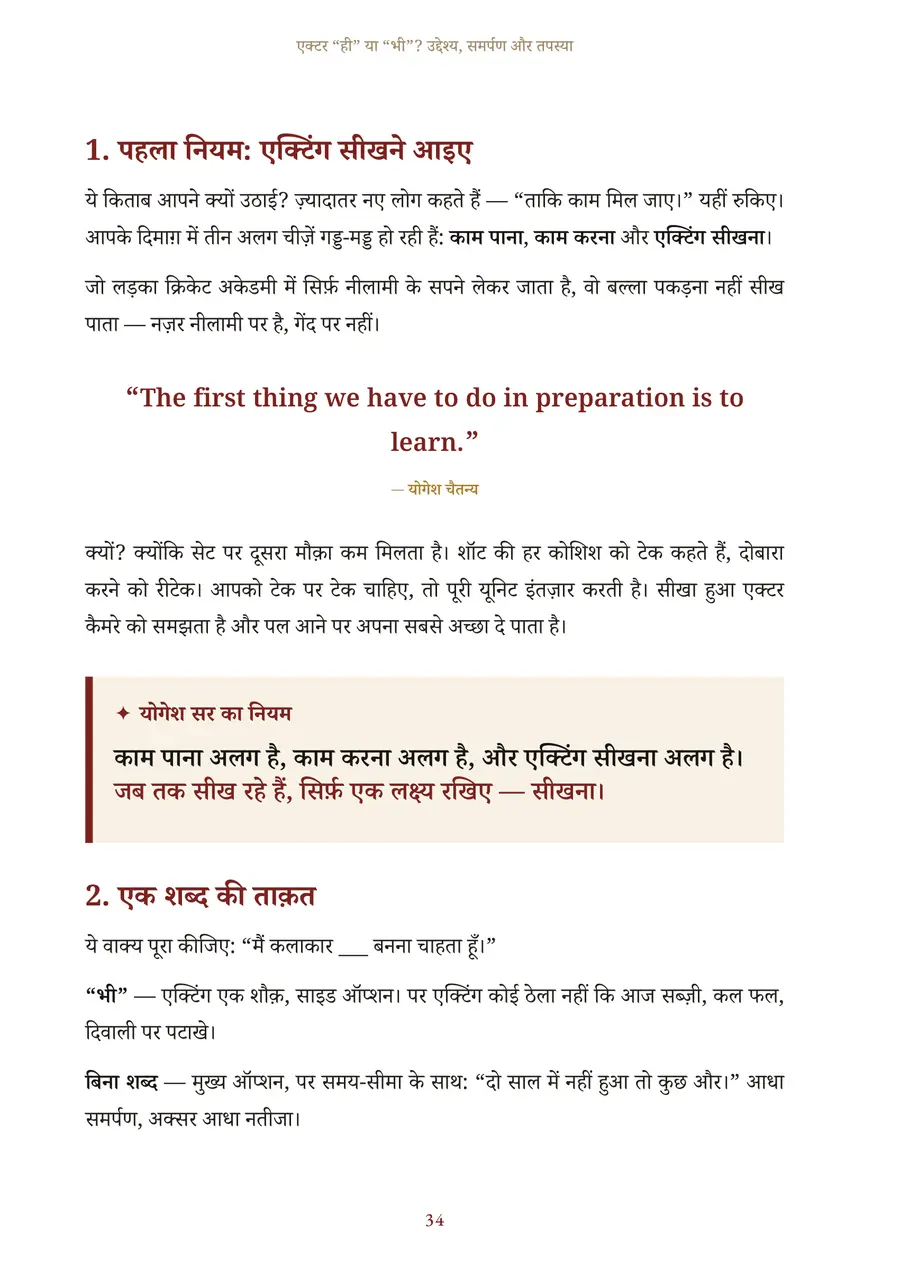 एक्टर “ही” या “भी”? उद्देश्य, समर्पण और तपस्या
1. पहला नियम: एक्टिंग सीखने आइए
ये किताब आपने क्यों उठाई? ज़्यादातर नए लोग कहते हैं — “ताकि काम मिल जाए।” यहीं रुकिए।
आपके दिमाग़ में तीन अलग चीज़ें गड्ड-मड्ड हो रही हैं: काम पाना, काम करना और एक्टिंग सीखना।
जो लड़का क्रिकेट अकेडमी में सिर्फ़ नीलामी के सपने लेकर जाता है, वो बल्ला पकड़ना नहीं सीख
पाता — नज़र नीलामी पर है, गेंद पर नहीं।
“The first thing we have to do in preparation is to
learn.”
— योगेश चैतन्य
क्यों? क्योंकि सेट पर दूसरा मौक़ा कम मिलता है। शॉट की हर कोशिश को टेक कहते हैं, दोबारा
करने को रीटेक। आपको टेक पर टेक चाहिए, तो पूरी यूनिट इंतज़ार करती है। सीखा हुआ एक्टर
कैमरे को समझता है और पल आने पर अपना सबसे अच्छा दे पाता है।
✦ योगेश सर का नियम
काम पाना अलग है, काम करना अलग है, और एक्टिंग सीखना अलग है।
जब तक सीख रहे हैं, सिर्फ़ एक लक्ष्य रखिए — सीखना।
2. एक शब्द की ताक़त
ये वाक्य पूरा कीजिए: “मैं कलाकार ___ बनना चाहता हूँ।”
“भी” — एक्टिंग एक शौक़, साइड ऑप्शन। पर एक्टिंग कोई ठेला नहीं कि आज सब्ज़ी, कल फल,
दिवाली पर पटाखे।
बिना शब्द — मुख्य ऑप्शन, पर समय-सीमा के साथ: “दो साल में नहीं हुआ तो कुछ और।” आधा
समर्पण, अक्सर आधा नतीजा।
34